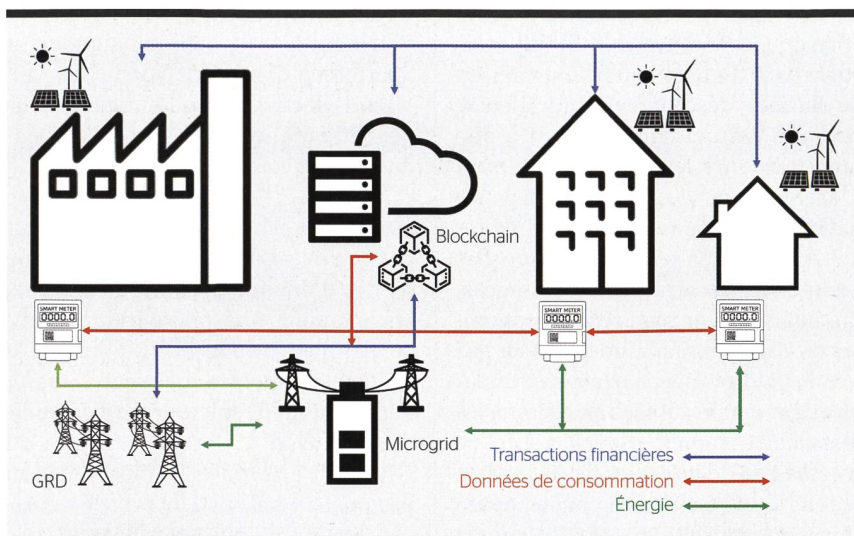 Blockchain
SMART METER
0000.0
SMART METER
0000.0
SMART METER
0000.0
Microgrid
GRD
Transactions financières
Données de consommation
Énergie